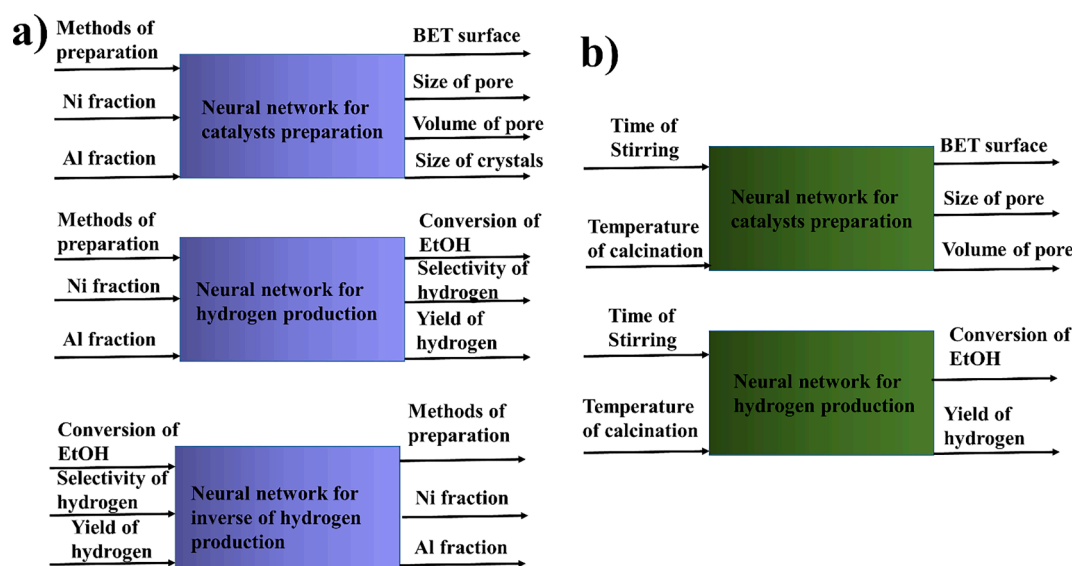 a)
Methods of
preparation
Ni fraction
Al fraction
Neural network for
catalysts preparation
BET surface
Size of pore
Volume of pore
Size of crystals
Methods of
preparation
Ni fraction
Al fraction
Neural network for
hydrogen production
Conversion of
EtOH
Selectivity of
hydrogen
Yield of
hydrogen
Conversion of
EtOH
Selectivity of
hydrogen
Yield of
hydrogen
Neural network for
inverse of hydrogen
production
Methods of
preparation
Ni fraction
Al fraction
b)
Time of
Stirring
Temperature
of calcination
Neural network for
catalysts preparation
BET surface
Size of pore
Volume of pore
Time of
Stirring
Temperature
of calcination
Neural network for
hydrogen production
Conversion of
EtOH
Yield of
hydrogen